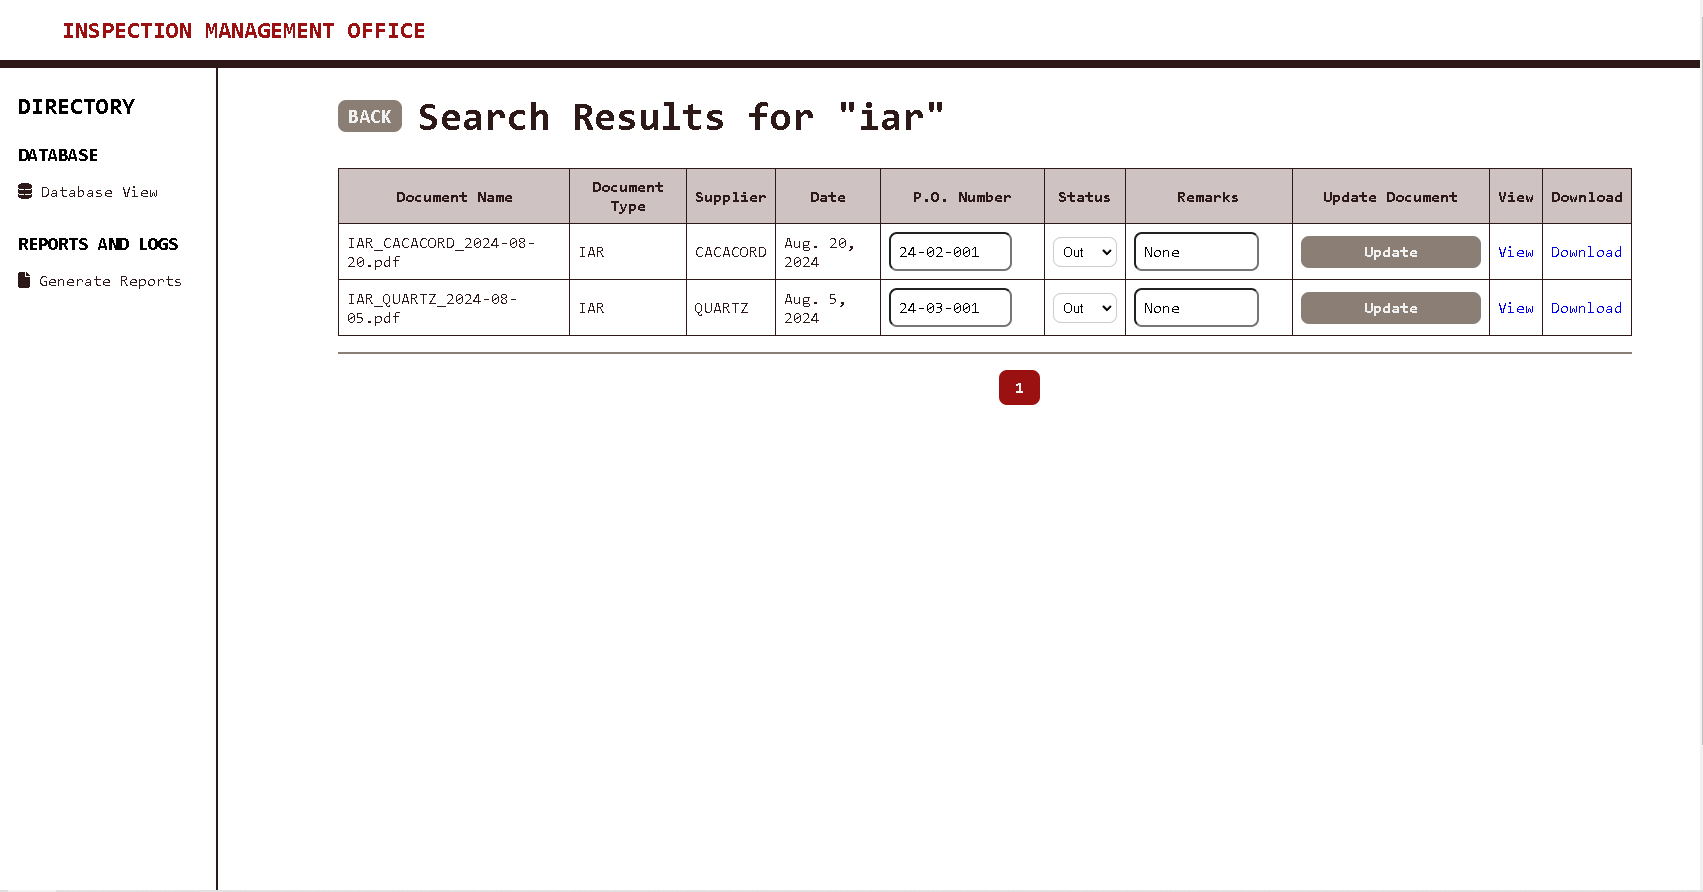 INSPECTION MANAGEMENT OFFICE
DIRECTORY
DATABASE
Database View
REPORTS AND LOGS
Generate Reports
BACK Search Results for "iar"
Document Name Document Type Supplier Date P.O. Number Status Remarks Update Document View Download
IAR_CACACORD_2024-08-20.pdf IAR CACACORD Aug. 20, 2024 24-02-001 Out None Update View Download
IAR_QUARTZ_2024-08-05.pdf IAR QUARTZ Aug. 5, 2024 24-03-001 Out None Update View Download
1